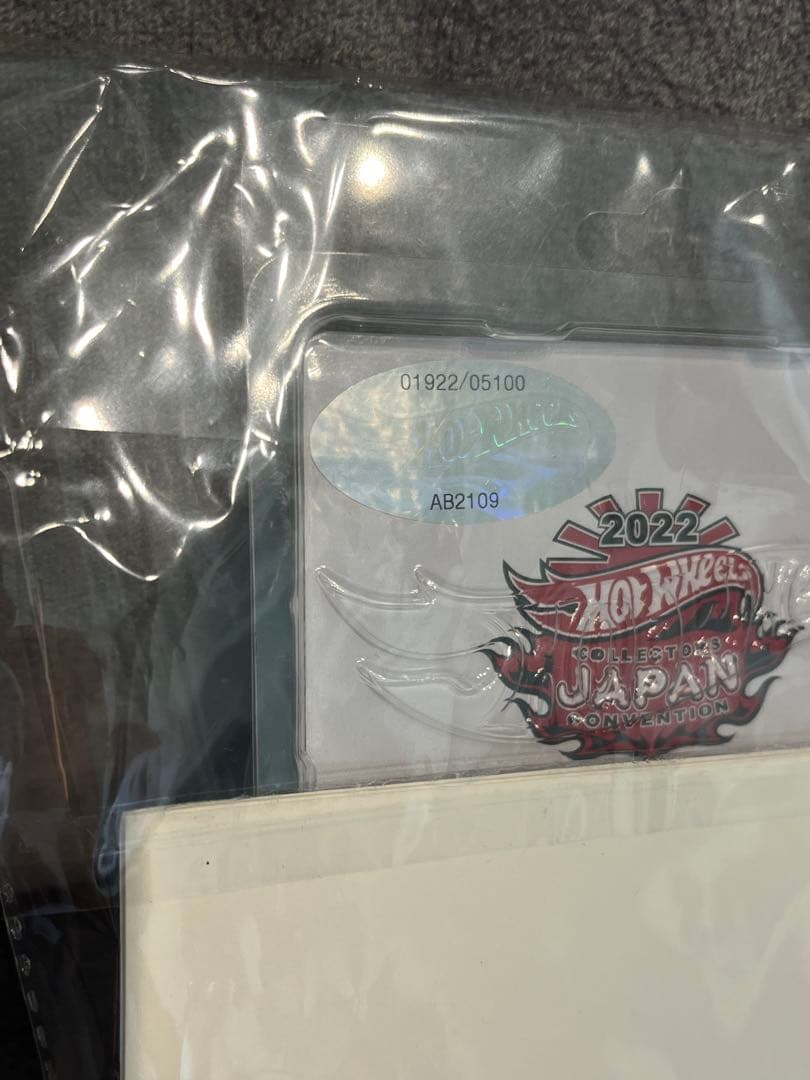 01922/05100
HOT WHEELS
AB2109
2022
HOT WHEELS
COLLECTORS
JAPAN
CONVENTION